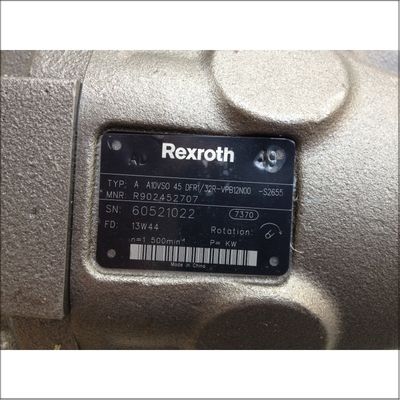 Rexroth
TYP: A A10VSO 45 DFR1/32R-VPB12N00 -S2655
MNR: R902452707
SN: 60521022 7370
FD: 13W44 Rotation:
n=1.500min P= KW
Made in China